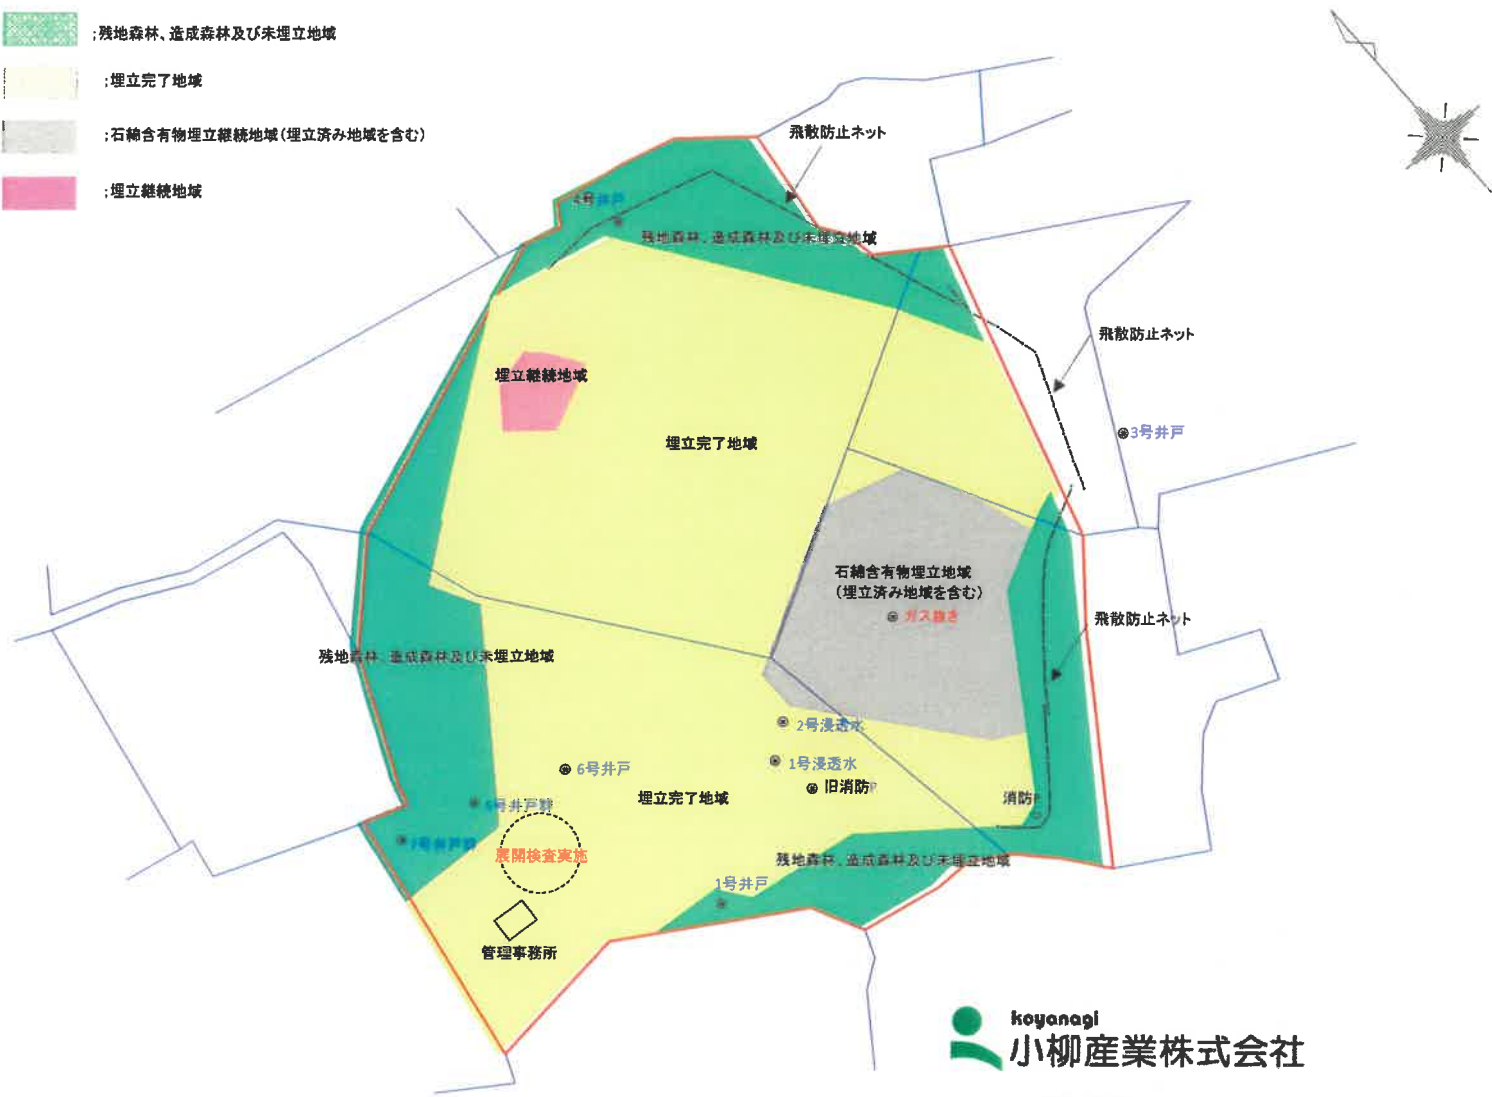 ;残地森林、造成森林及び未埋立地域
;埋立完了地域
;石綿含有物埋立継続地域(埋立済み地域を含む)
;埋立継続地域
飛散防止ネット
4号井戸
残地森林、造成森林及び未埋立地域
飛散防止ネット
埋立継続地域
3号井戸
埋立完了地域
石綿含有物埋立地域
(埋立済み地域を含む)
ガス抜き
飛散防止ネット
残地森林、造成森林及び未埋立地域
2号浸透水
1号浸透水
6号井戸
旧消防P
埋立完了地域
消防P
展開検査実施
残地森林、造成森林及び未埋立地域
1号井戸
管理事務所
koyanagi
小柳産業株式会社